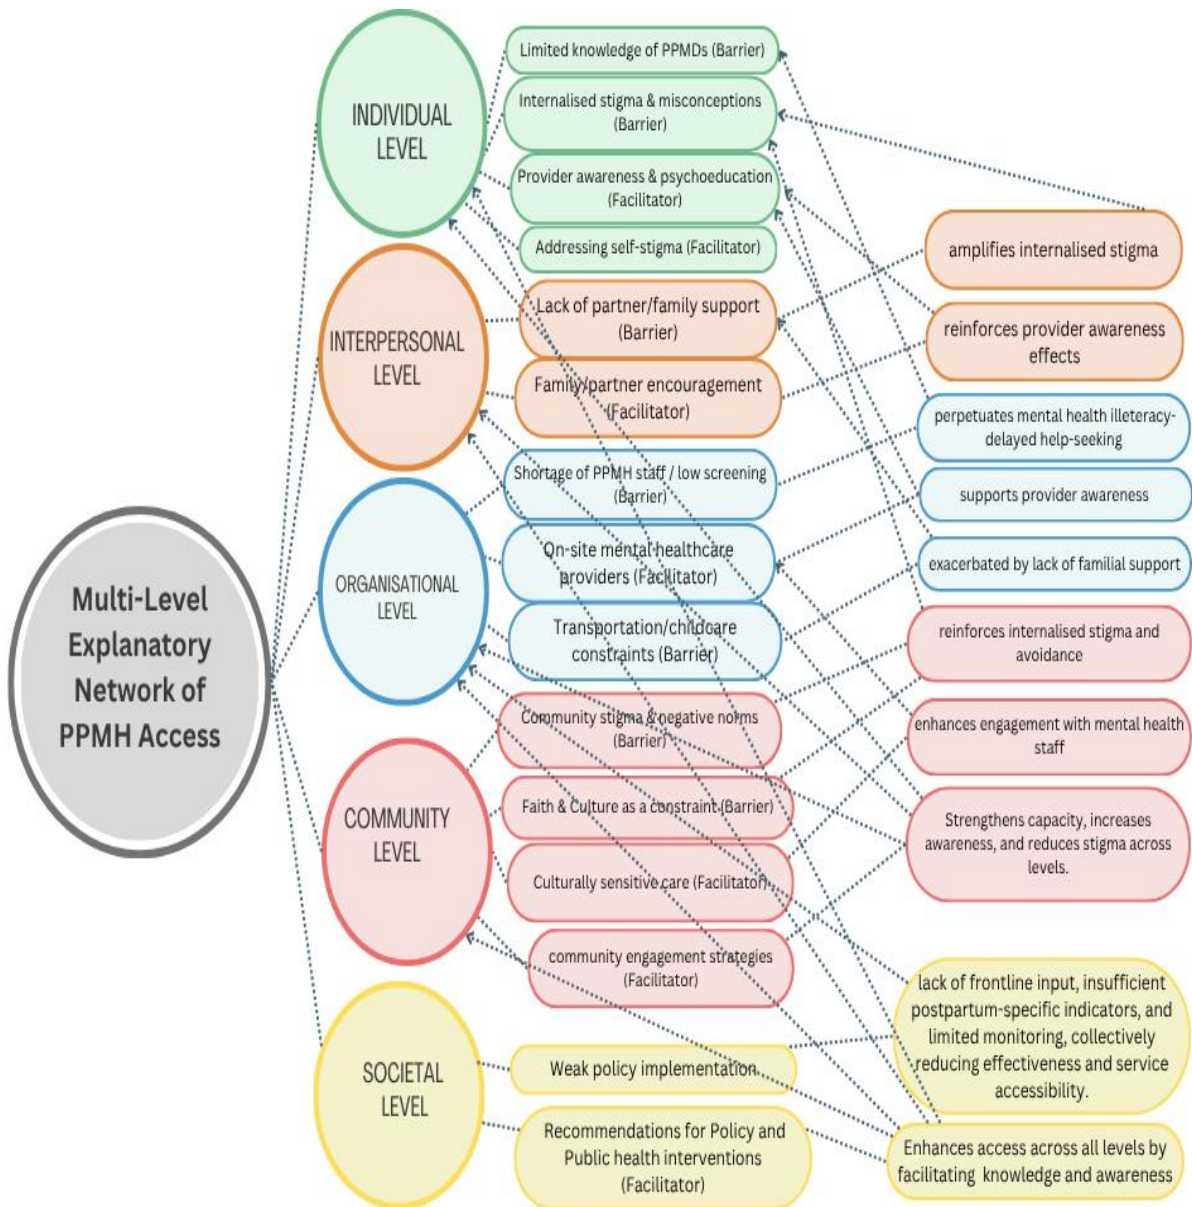 Multi-Level
Explanatory
Network of
PPMH Access
INDIVIDUAL
LEVEL
Limited knowledge of PPMDs (Barrier)
Internalised stigma & misconceptions
(Barrier)
Provider awareness & psychoeducation
(Facilitator)
Addressing self-stigma (Facilitator)
INTERPERSONAL
LEVEL
Lack of partner/family support
(Barrier)
Family/partner encouragement
(Facilitator)
amplifies internalised stigma
reinforces provider awareness
effects
ORGANISATIONAL
LEVEL
Shortage of PPMH staff / low screening
(Barrier)
On-site mental healthcare
providers (Facilitator)
Transportation/childcare
constraints (Barrier)
perpetuates mental health illeteracy-
delayed help-seeking
supports provider awareness
exacerbated by lack of familial support
COMMUNITY
LEVEL
Community stigma & negative norms
(Barrier)
Faith & Culture as a constraint (Barrier)
Culturally sensitive care (Facilitator)
community engagement strategies
(Facilitator)
reinforces internalised stigma and
avoidance
enhances engagement with mental health
staff
Strengthens capacity, increases
awareness, and reduces stigma across
levels.
SOCIETAL
LEVEL
Weak policy implementation
Recommendations for Policy and
Public health interventions
(Facilitator)
lack of frontline input, insufficient
postpartum-specific indicators, and
limited monitoring, collectively
reducing effectiveness and service
accessibility.
Enhances access across all levels by
facilitating knowledge and awareness